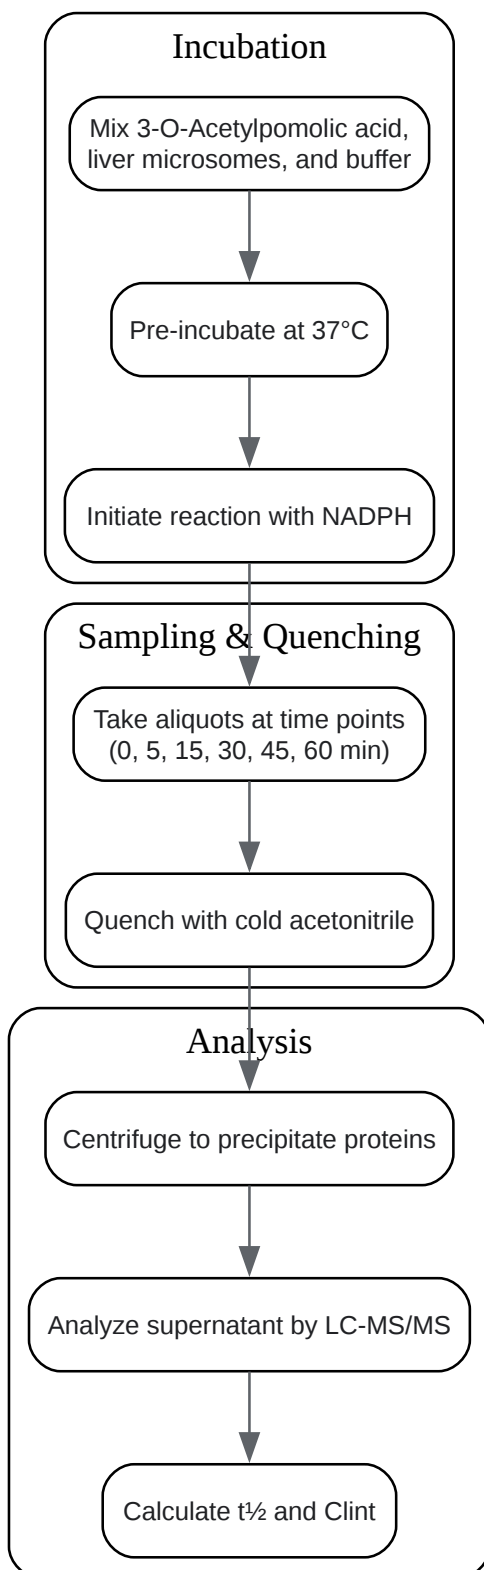 Incubation
Mix 3-O-Acetylpomolic acid,
liver microsomes, and buffer
Pre-incubate at 37°C
Initiate reaction with NADPH
Sampling & Quenching
Take aliquots at time points
(0, 5, 15, 30, 45, 60 min)
Quench with cold acetonitrile
Analysis
Centrifuge to precipitate proteins
Analyze supernatant by LC-MS/MS
Calculate t½ and Clint